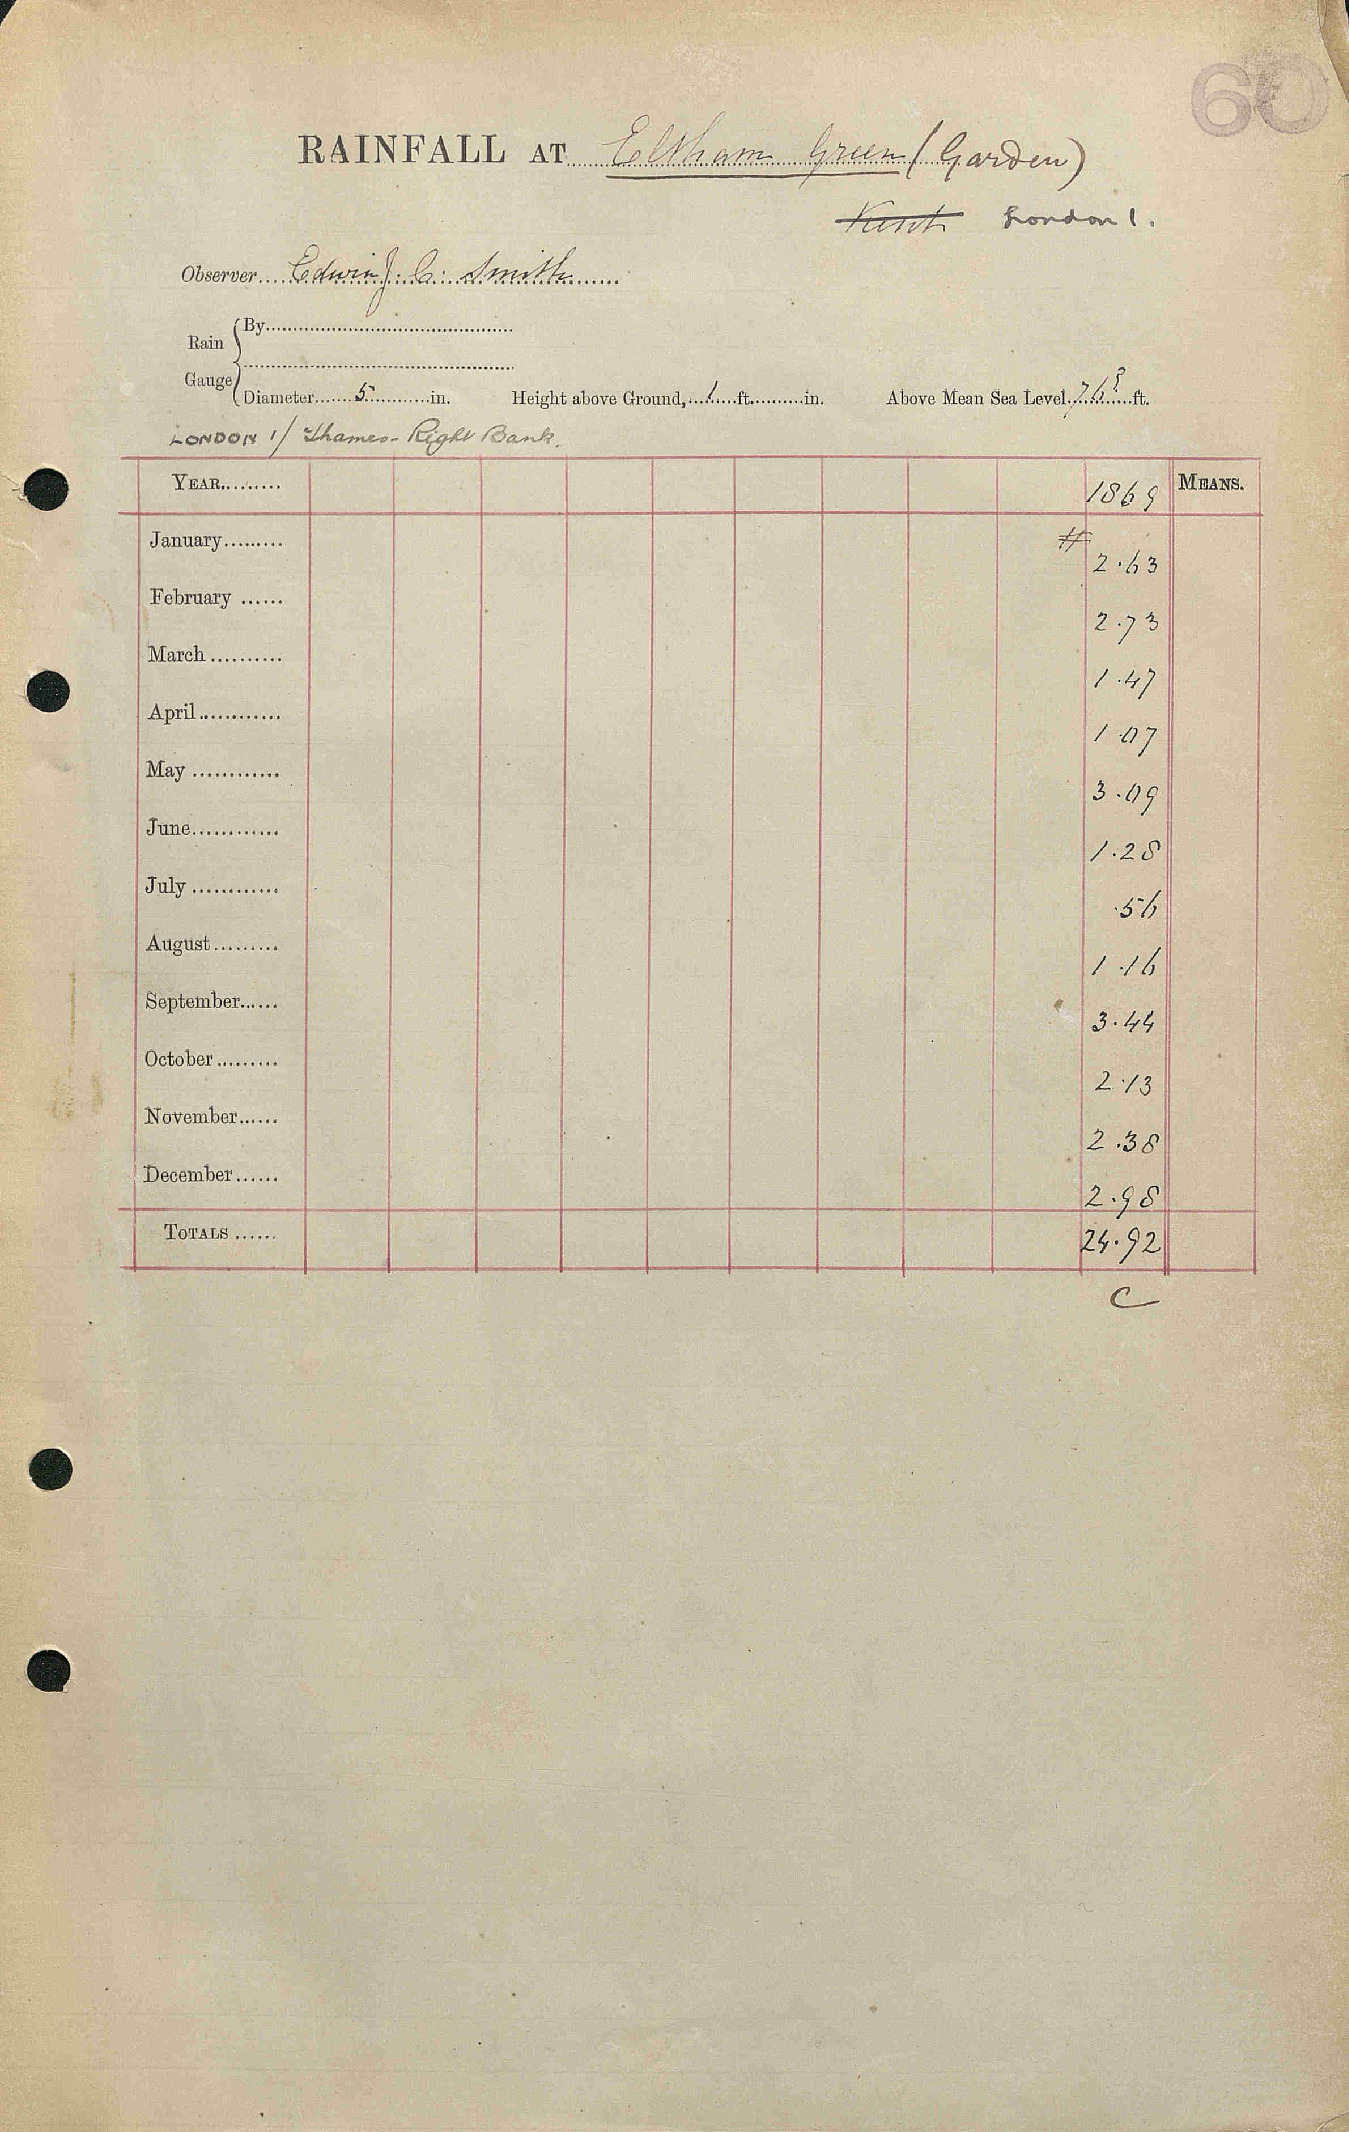 60
RAINFALL AT Eltham Green (Garden)
Kent London 1.
Observer Edwin J. C. Smith
Rain Gauge { By
Diameter 5 in. Height above Ground, 1 ft. in. Above Mean Sea Level 76? ft.
LONDON 1/ Thames - Right Bank.
YEAR 1869 MEANS.
#
January 2.63
February 2.73
March 1.47
April 1.07
May 3.09
June 1.28
July .56
August 1.16
September 3.44
October 2.13
November 2.38
December 2.98
TOTALS 24.92
C